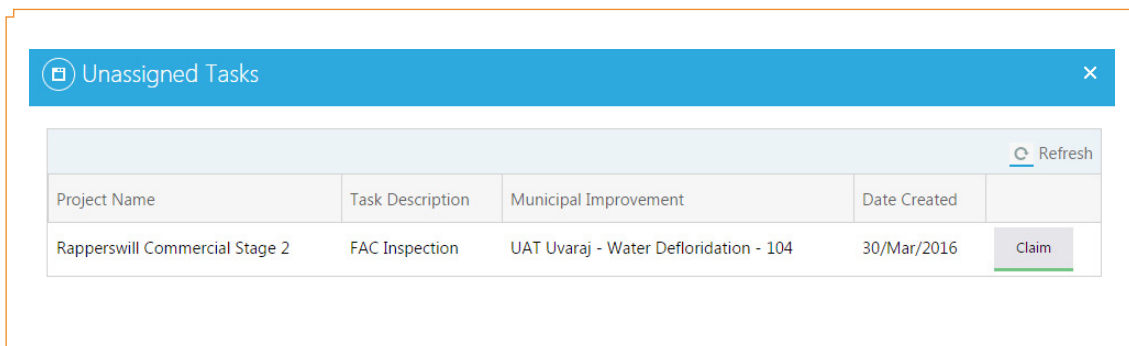 Unassigned Tasks
Refresh
Project Name Task Description Municipal Improvement Date Created
Rapperswill Commercial Stage 2 FAC Inspection UAT Uvaraj - Water Defloridation - 104 30/Mar/2016 Claim